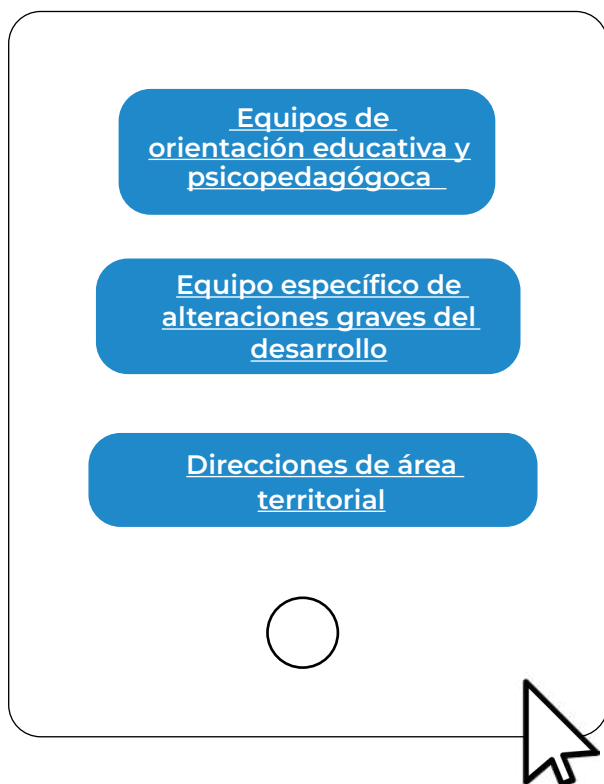 Equipos de
orientación educativa y
psicopedagógoca
Equipo específico de
alteraciones graves del
desarrollo
Direcciones de área
territorial